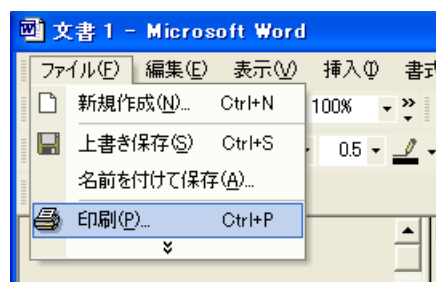 文書 1 - Microsoft Word
ファイル(F) 編集(E) 表示(V) 挿入(I) 書式
新規作成(N)... Ctrl+N 100%
上書き保存(S) Ctrl+S 0.5
名前を付けて保存(A)...
印刷(P)... Ctrl+P